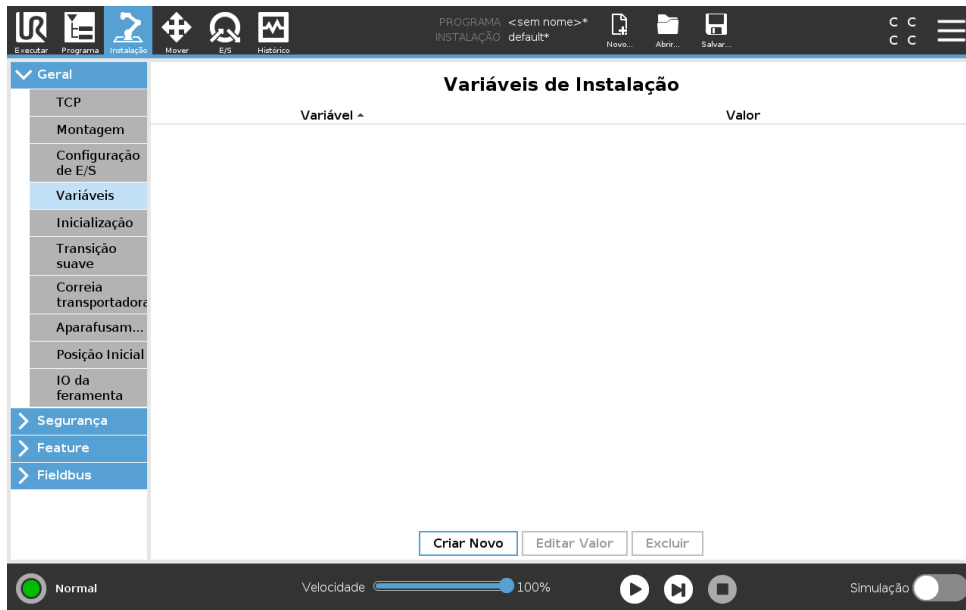 PROGRAMA <sem nome>*
INSTALAÇÃO default*
Executar Programa Instalação Mover E/S Histórico Novo... Abrir... Salvar...
C C
C C
Geral
TCP
Montagem
Configuração
de E/S
Variáveis
Inicialização
Transição
suave
Correia
transportadora
Aparafusam...
Posição Inicial
IO da
feramenta
Segurança
Feature
Fieldbus
Variáveis de Instalação
Variável Valor
Criar Novo Editar Valor Excluir
Normal Velocidade 100% Simulação